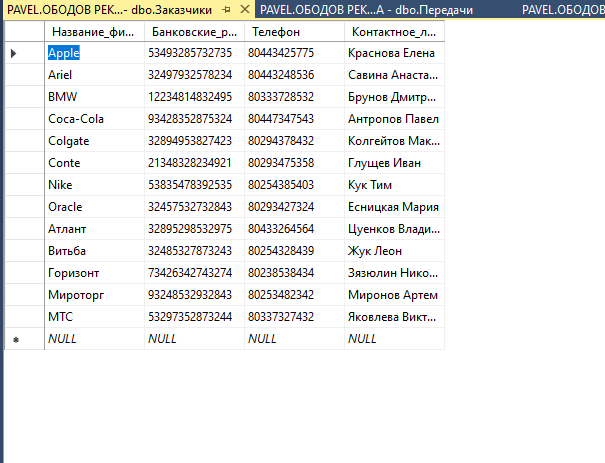 PAVEL.ОБОДОВ РЕК...- dbo.Заказчики PAVEL.ОБОДОВ РЕК...А - dbo.Передачи PAVEL.ОБОДОВ
Название_фи... Банковские_р... Телефон Контактное_л...
Apple 53493285732735 80443425775 Краснова Елена
Ariel 32497932578234 80443248536 Савина Анаста...
BMW 12234814832495 80333728532 Брунов Дмитр...
Coca-Cola 93428352875324 80447347543 Антропов Павел
Colgate 32894953827423 80294378432 Колгейтов Мак...
Conte 21348328234921 80293475358 Глущев Иван
Nike 53835478392535 80254385403 Кук Тим
Oracle 32457532732843 80293427324 Есницкая Мария
Атлант 32895298532975 80433264564 Цуенков Влади...
Витьба 32485327873243 80254328439 Жук Леон
Горизонт 73426342743274 80238538434 Зязюлин Нико...
Мироторг 93248532932843 80253482342 Миронов Артем
МТС 53297352873244 80337327432 Яковлева Викт...
NULL NULL NULL NULL